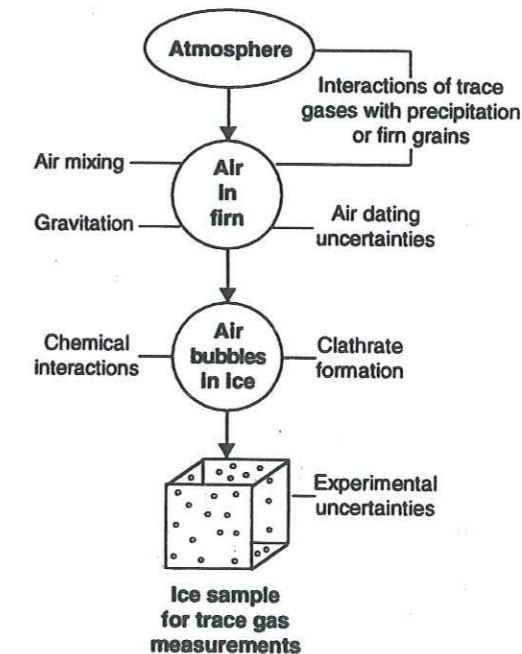 Atmosphere
Interactions of trace
gases with precipitation
or firn grains
Air mixing
Air
in
firn
Gravitation
Air dating
uncertainties
Chemical
interactions
Air
bubbles
in ice
Clathrate
formation
Experimental
uncertainties
Ice sample
for trace gas
measurements